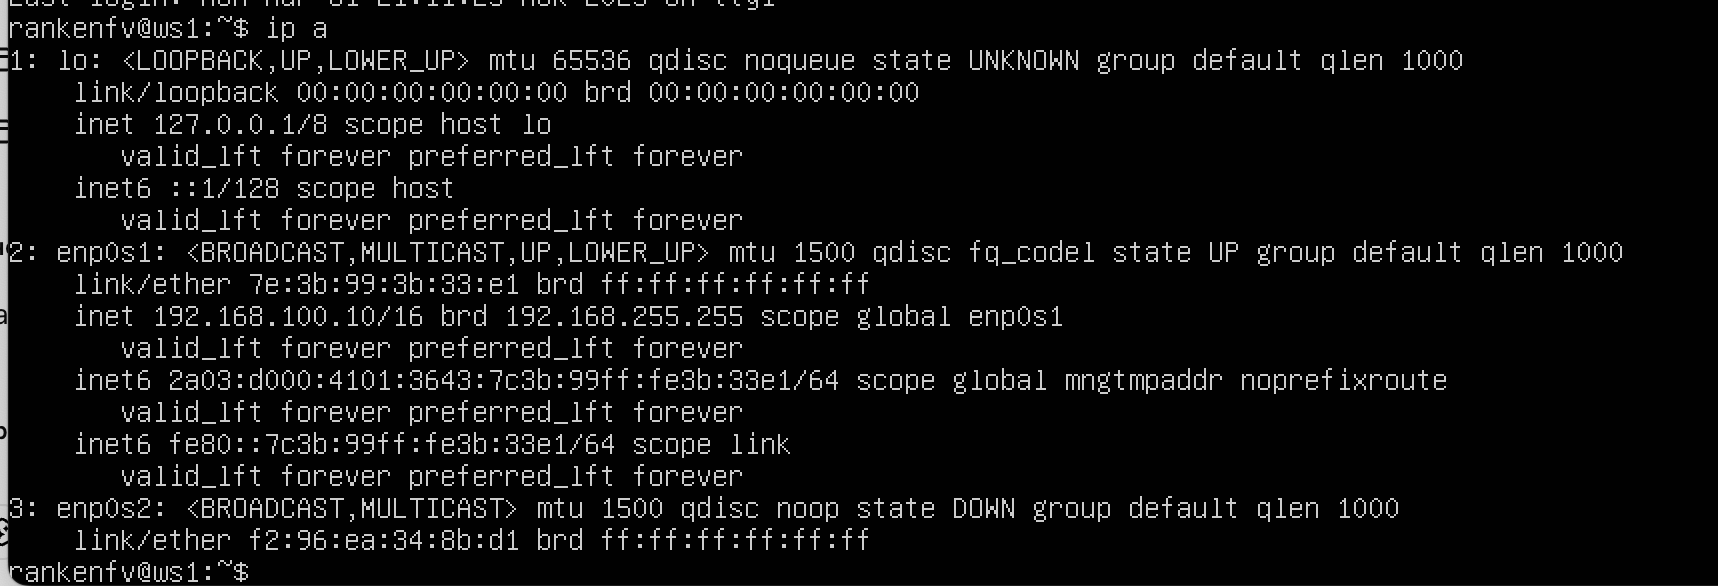 rankenfv@ws1:~$ ip a
1: lo: <LOOPBACK,UP,LOWER_UP> mtu 65536 qdisc noqueue state UNKNOWN group default qlen 1000
    link/loopback 00:00:00:00:00:00 brd 00:00:00:00:00:00
    inet 127.0.0.1/8 scope host lo
       valid_lft forever preferred_lft forever
    inet6 ::1/128 scope host
       valid_lft forever preferred_lft forever
2: enp0s1: <BROADCAST,MULTICAST,UP,LOWER_UP> mtu 1500 qdisc fq_codel state UP group default qlen 1000
    link/ether 7e:3b:99:3b:33:e1 brd ff:ff:ff:ff:ff:ff
    inet 192.168.100.10/16 brd 192.168.255.255 scope global enp0s1
       valid_lft forever preferred_lft forever
    inet6 2a03:d000:4101:3643:7c3b:99ff:fe3b:33e1/64 scope global mngtmpaddr noprefixroute
       valid_lft forever preferred_lft forever
    inet6 fe80::7c3b:99ff:fe3b:33e1/64 scope link
       valid_lft forever preferred_lft forever
3: enp0s2: <BROADCAST,MULTICAST> mtu 1500 qdisc noop state DOWN group default qlen 1000
    link/ether f2:96:ea:34:8b:d1 brd ff:ff:ff:ff:ff:ff
rankenfv@ws1:~$